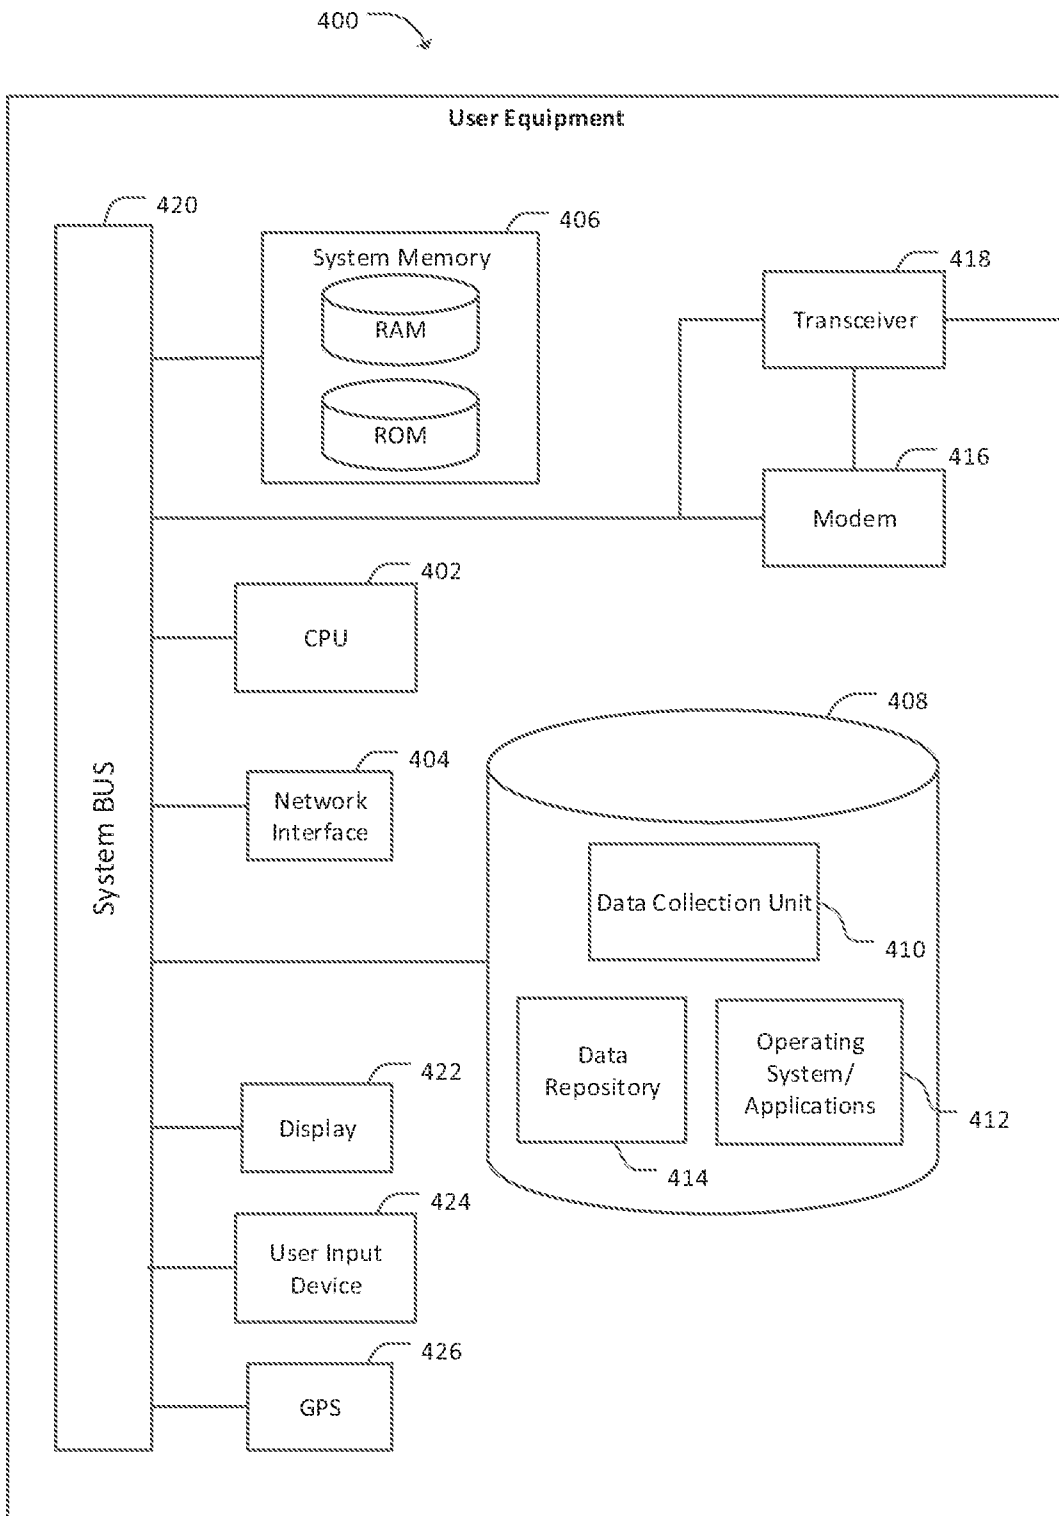 400
User Equipment
420
406
System Memory
418
RAM
Transceiver
ROM
416
Modem
402
CPU
408
404
Network
Interface
System BUS
Data Collection Unit
410
Data
Repository
Operating
System/
Applications
422
412
Display
414
424
User Input
Device
426
GPS